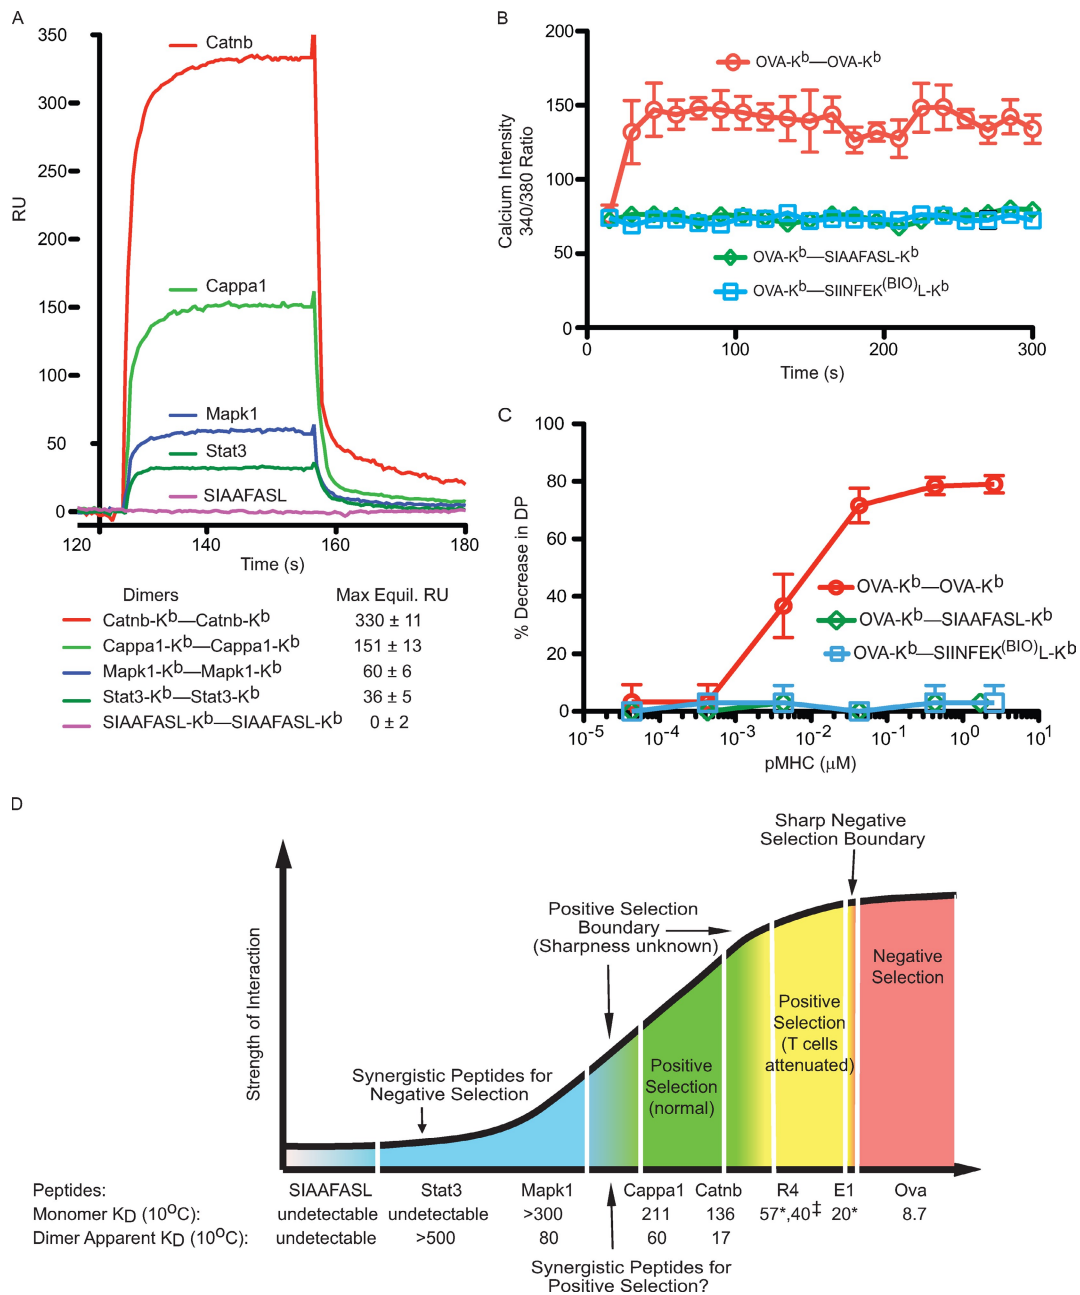 A
350
300
250
200
150
100
50
0
RU
Catnb
Cappa1
Mapk1
Stat3
SIAAFASL
120
140
160
180
Time (s)
Dimers Max Equil. RU
Catnb-Kb—Catnb-Kb 330 ± 11
Cappa1-Kb—Cappa1-Kb 151 ± 13
Mapk1-Kb—Mapk1-Kb 60 ± 6
Stat3-Kb—Stat3-Kb 36 ± 5
SIAAFASL-Kb—SIAAFASL-Kb 0 ± 2
B
200
150
100
50
0
Calcium Intensity
340/380 Ratio
OVA-Kb—OVA-Kb
OVA-Kb—SIAAFASL-Kb
OVA-Kb—SIINFEK(BIO)L-Kb
0
100
200
300
Time (s)
C
100
80
60
40
20
0
% Decrease in DP
OVA-Kb—OVA-Kb
OVA-Kb—SIAAFASL-Kb
OVA-Kb—SIINFEK(BIO)L-Kb
10-5
10-4
10-3
10-2
10-1
100
101
pMHC (μM)
D
Strength of Interaction
Sharp Negative
Selection Boundary
Positive Selection
Boundary
(Sharpness unknown)
Synergistic Peptides for
Negative Selection
Positive
Selection
(normal)
Positive
Selection
(T cells
attenuated)
Negative
Selection
Peptides: SIAAFASL Stat3 Mapk1 Cappa1 Catnb R4 E1 Ova
Monomer KD (10oC): undetectable undetectable >300 211 136 57*,40‡ 20* 8.7
Dimer Apparent KD (10oC): undetectable >500 80 60 17
Synergistic Peptides for
Positive Selection?